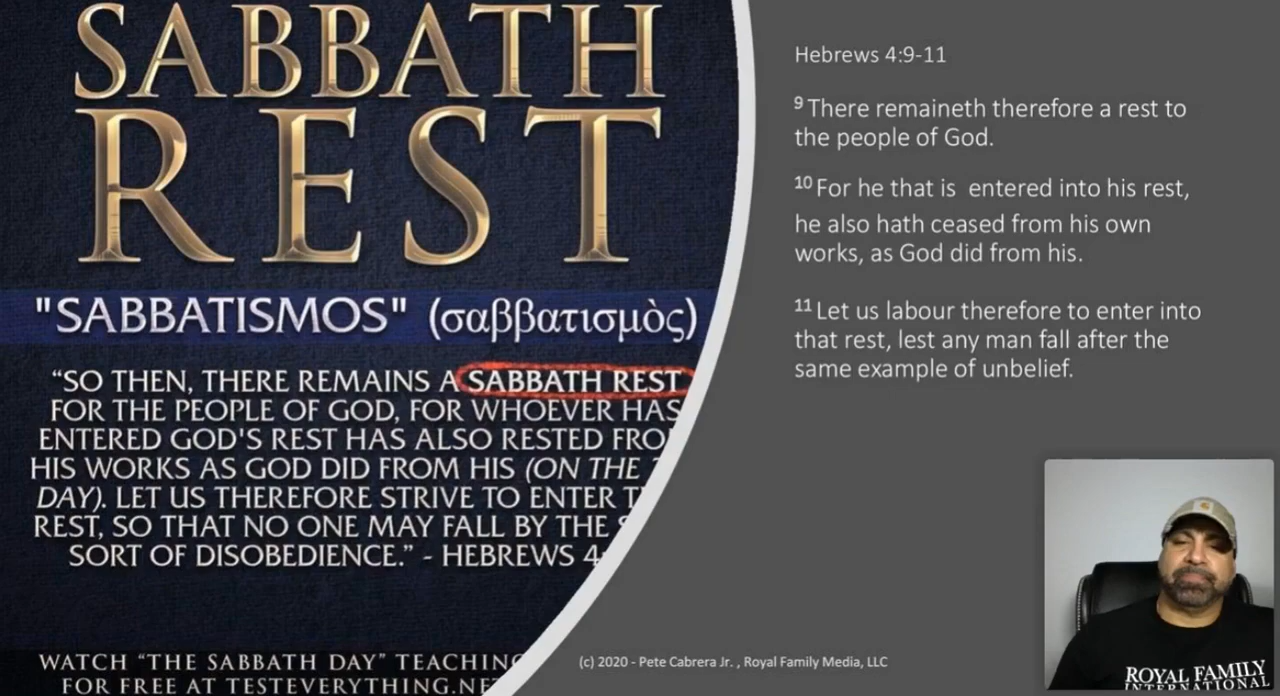 SABBATH
REST
"SABBATISMOS" (σαββατισμὸς)
“SO THEN, THERE REMAINS A SABBATH REST
FOR THE PEOPLE OF GOD, FOR WHOEVER HAS
ENTERED GOD'S REST HAS ALSO RESTED FRO
HIS WORKS AS GOD DID FROM HIS (ON THE
DAY). LET US THEREFORE STRIVE TO ENTER
REST, SO THAT NO ONE MAY FALL BY THE
SORT OF DISOBEDIENCE.” - HEBREWS 4
WATCH “THE SABBATH DAY” TEACHING
FOR FREE AT TESTEVERYTHING.NET
Hebrews 4:9-11
9 There remaineth therefore a rest to
the people of God.
10 For he that is entered into his rest,
he also hath ceased from his own
works, as God did from his.
11 Let us labour therefore to enter into
that rest, lest any man fall after the
same example of unbelief.
(c) 2020 - Pete Cabrera Jr. , Royal Family Media, LLC
ROYAL FAMILY
INTERNATIONAL